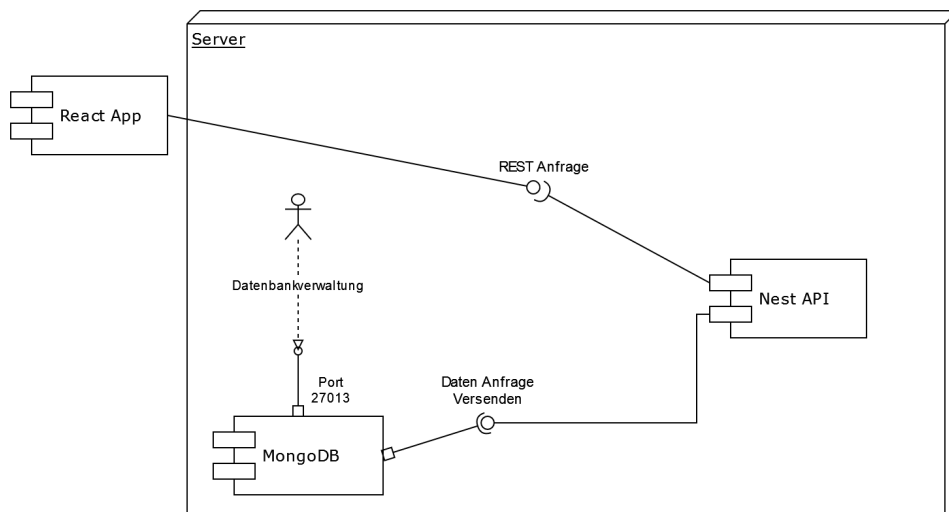 Server
React App
REST Anfrage
Datenbankverwaltung
Nest API
Port
27013
Daten Anfrage
Versenden
MongoDB